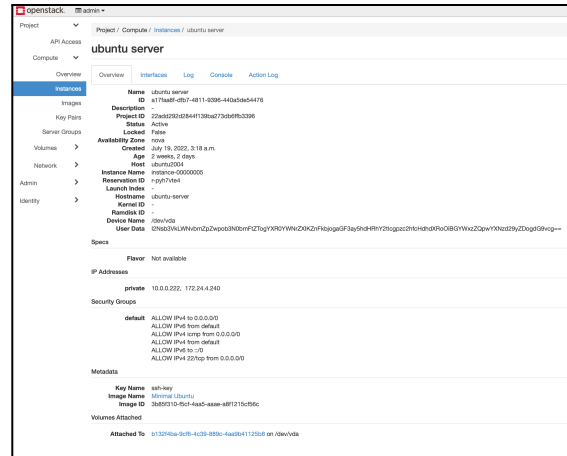 openstack. admin
Project
API Access
Compute
Overview
Instances
Images
Key Pairs
Server Groups
Volumes
Network
Admin
Identity
Project / Compute / Instances / ubuntu server
ubuntu server
Overview Interfaces Log Console Action Log
Name ubuntu server
ID a17faa8f-dfb7-4811-9396-440a5de54476
Description -
Project ID 22add292d2844f139ba273db6ffb3396
Status Active
Locked False
Availability Zone nova
Created July 19, 2022, 3:18 a.m.
Age 2 weeks, 2 days
Host ubuntu2004
Instance Name instance-00000005
Reservation ID r-pyh7vte4
Launch Index -
Hostname ubuntu-server
Kernel ID -
Ramdisk ID -
Device Name /dev/vda
User Data
Specs
Flavor Not available
IP Addresses
private 10.0.0.222, 172.24.4.240
Security Groups
default ALLOW IPv4 to 0.0.0.0/0
ALLOW IPv6 from default
ALLOW IPv4 icmp from 0.0.0.0/0
ALLOW IPv4 from default
ALLOW IPv6 to ::/0
ALLOW IPv4 22/tcp from 0.0.0.0/0
Metadata
Key Name ssh-key
Image Name Minimal Ubuntu
Image ID 3b85f310-f5cf-4aa5-aaae-a8f1215cf56c
Volumes Attached
Attached To b132f4ba-9cf6-4c39-889c-4aa9b41125b8 on /dev/vda